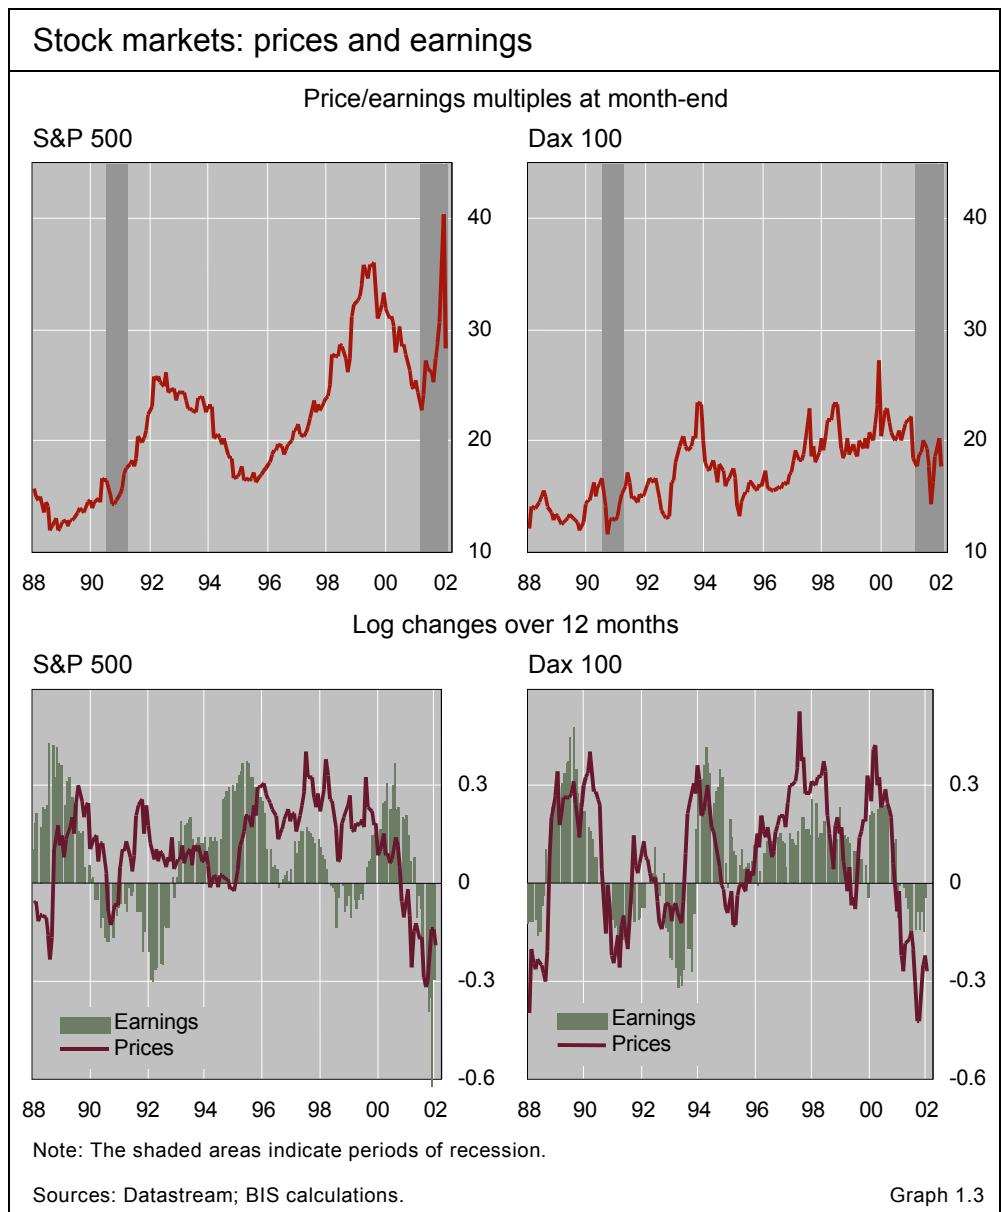 Stock markets: prices and earnings
Price/earnings multiples at month-end
S&P 500
Dax 100
40
40
30
30
20
20
10
10
88 90 92 94 96 98 00 02
88 90 92 94 96 98 00 02
Log changes over 12 months
S&P 500
Dax 100
0.3
0.3
0
0
-0.3
-0.3
Earnings
Prices
Earnings
Prices
-0.6
-0.6
88 90 92 94 96 98 00 02
88 90 92 94 96 98 00 02
Note: The shaded areas indicate periods of recession.
Sources: Datastream; BIS calculations.
Graph 1.3